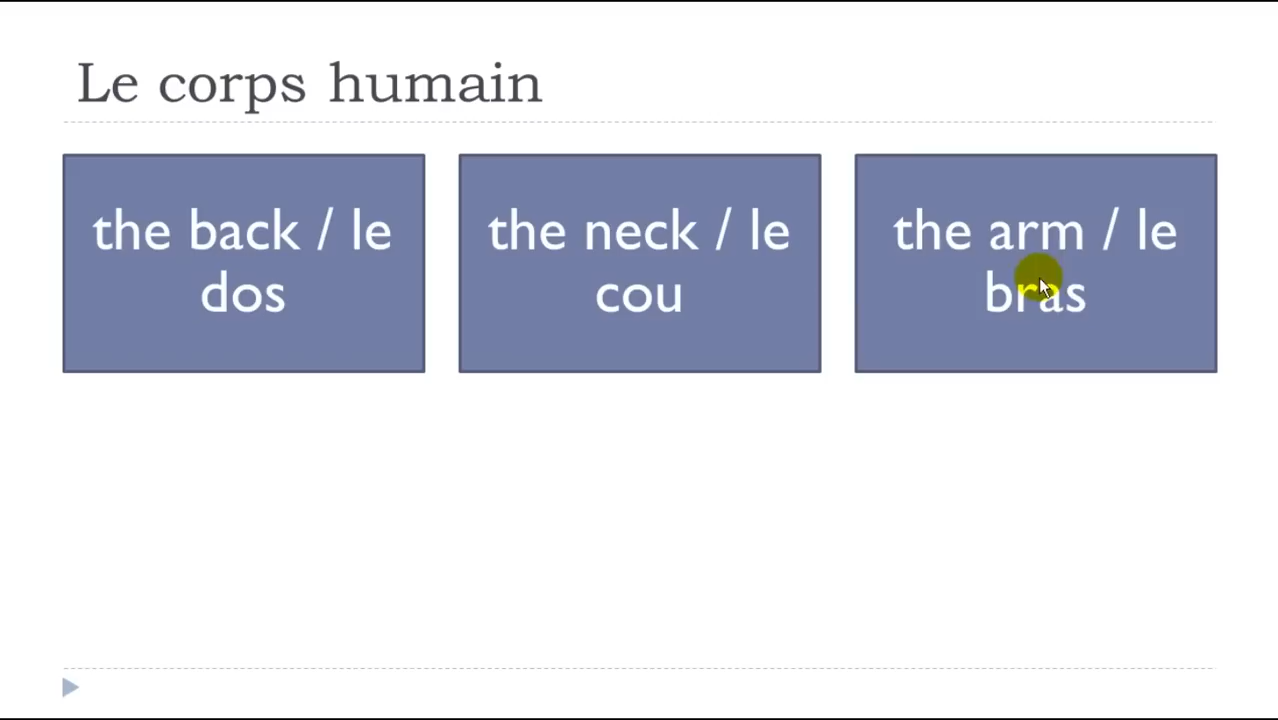 Le corps humain
the back / le
dos
the neck / le
cou
the arm / le
bras